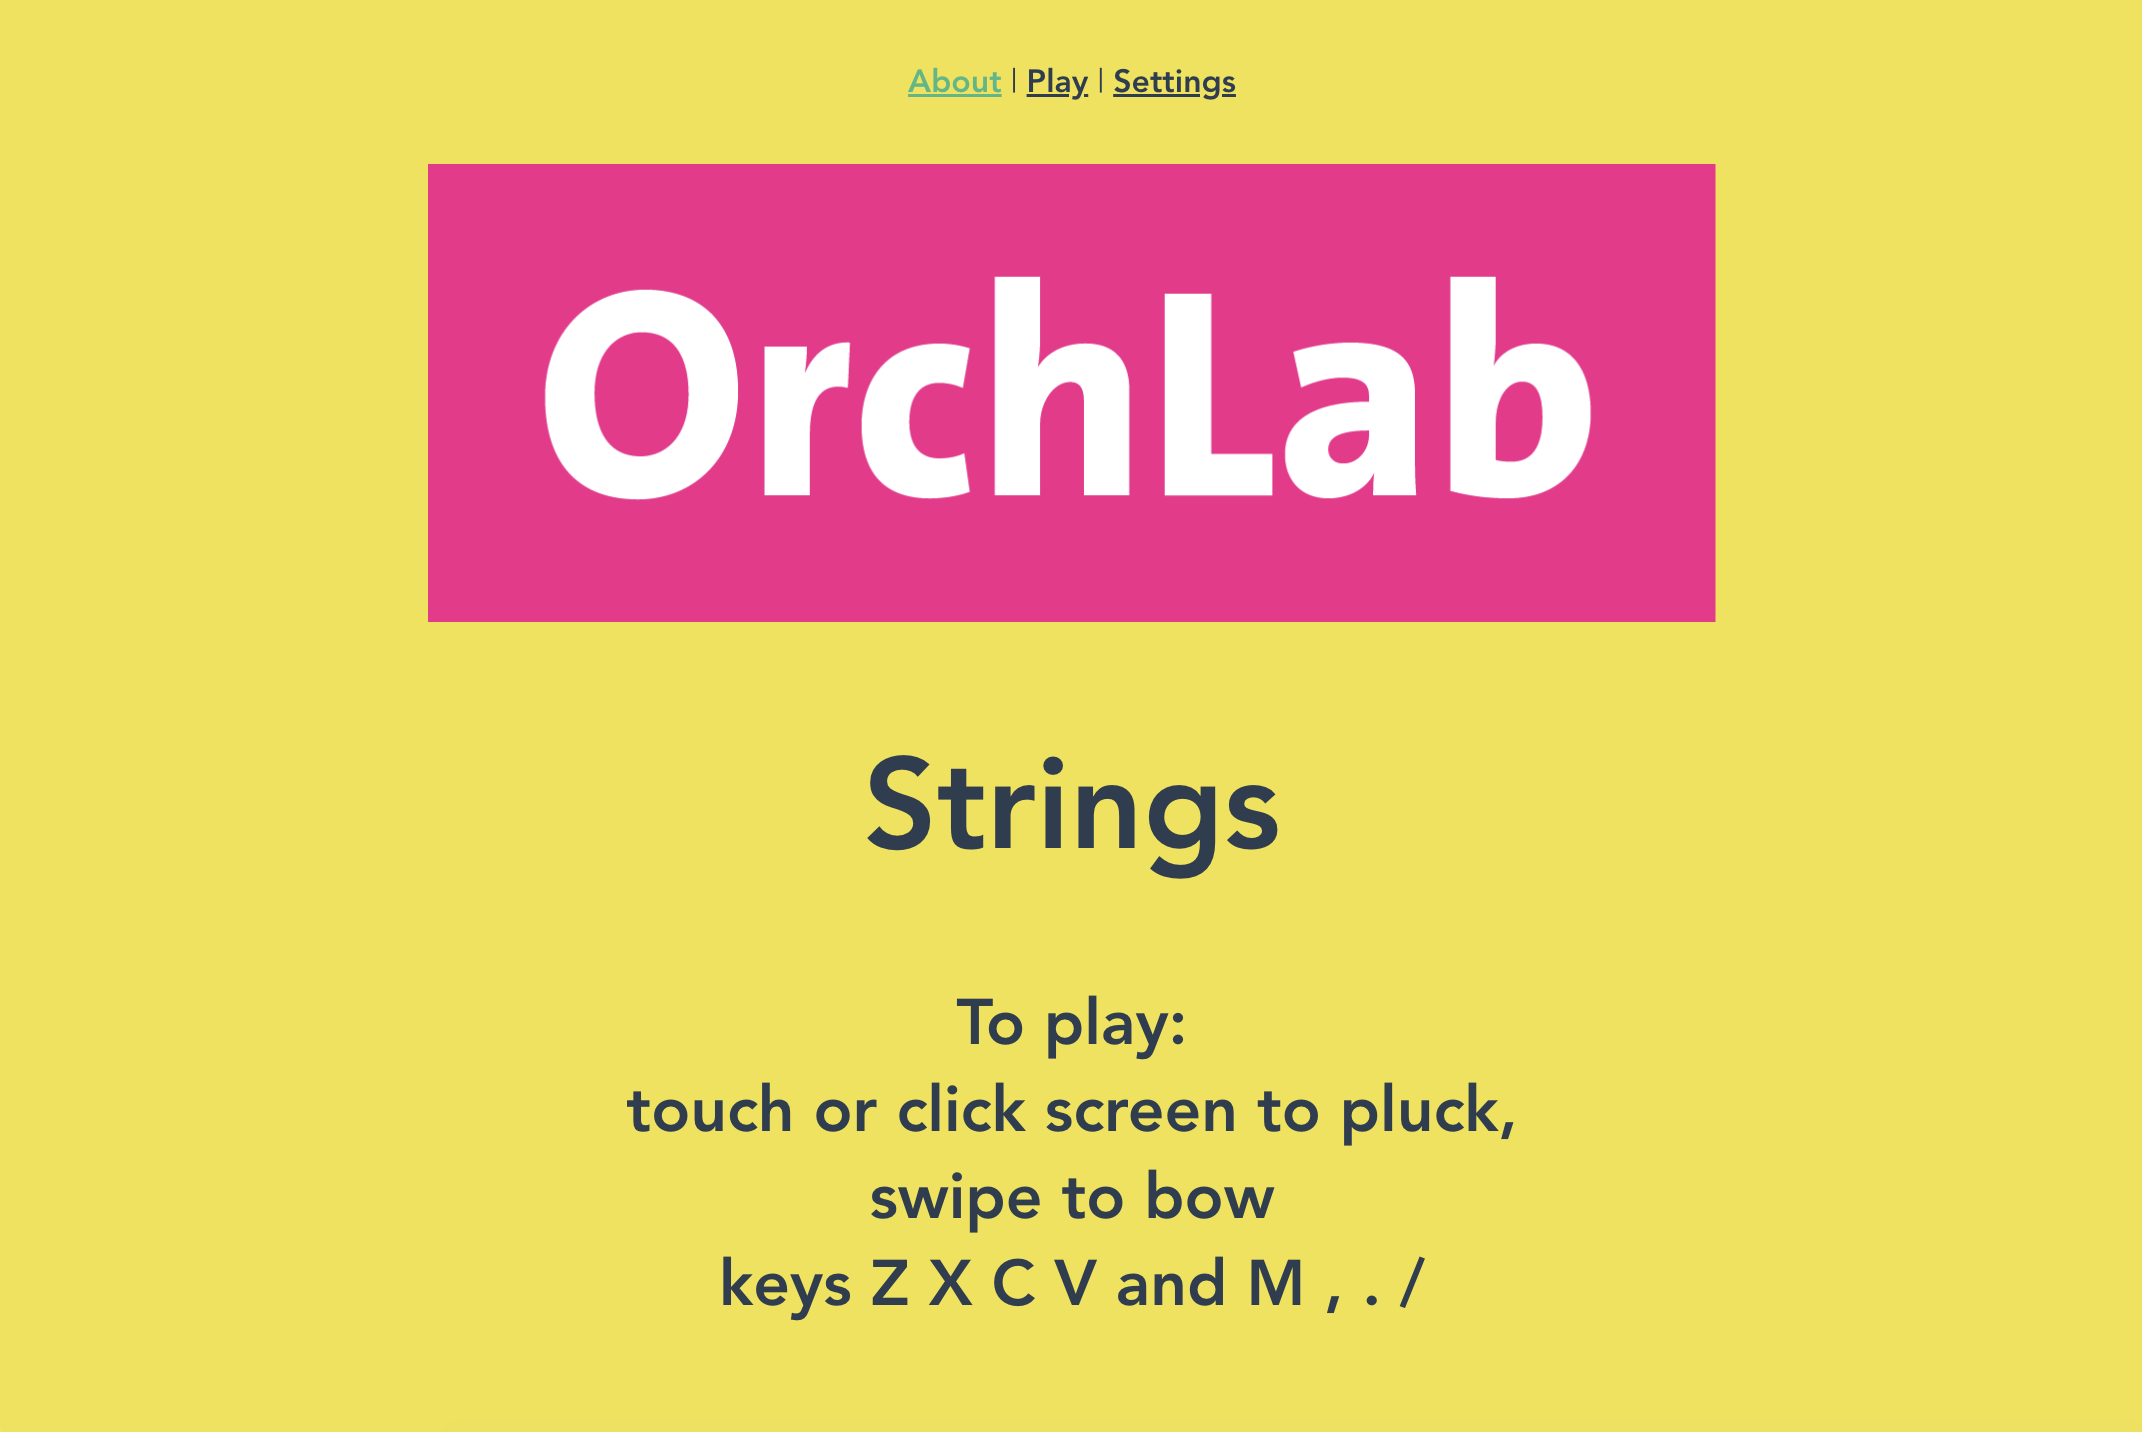 About | Play | Settings
OrchLab
Strings
To play:
touch or click screen to pluck,
swipe to bow
keys Z X C V and M , . /